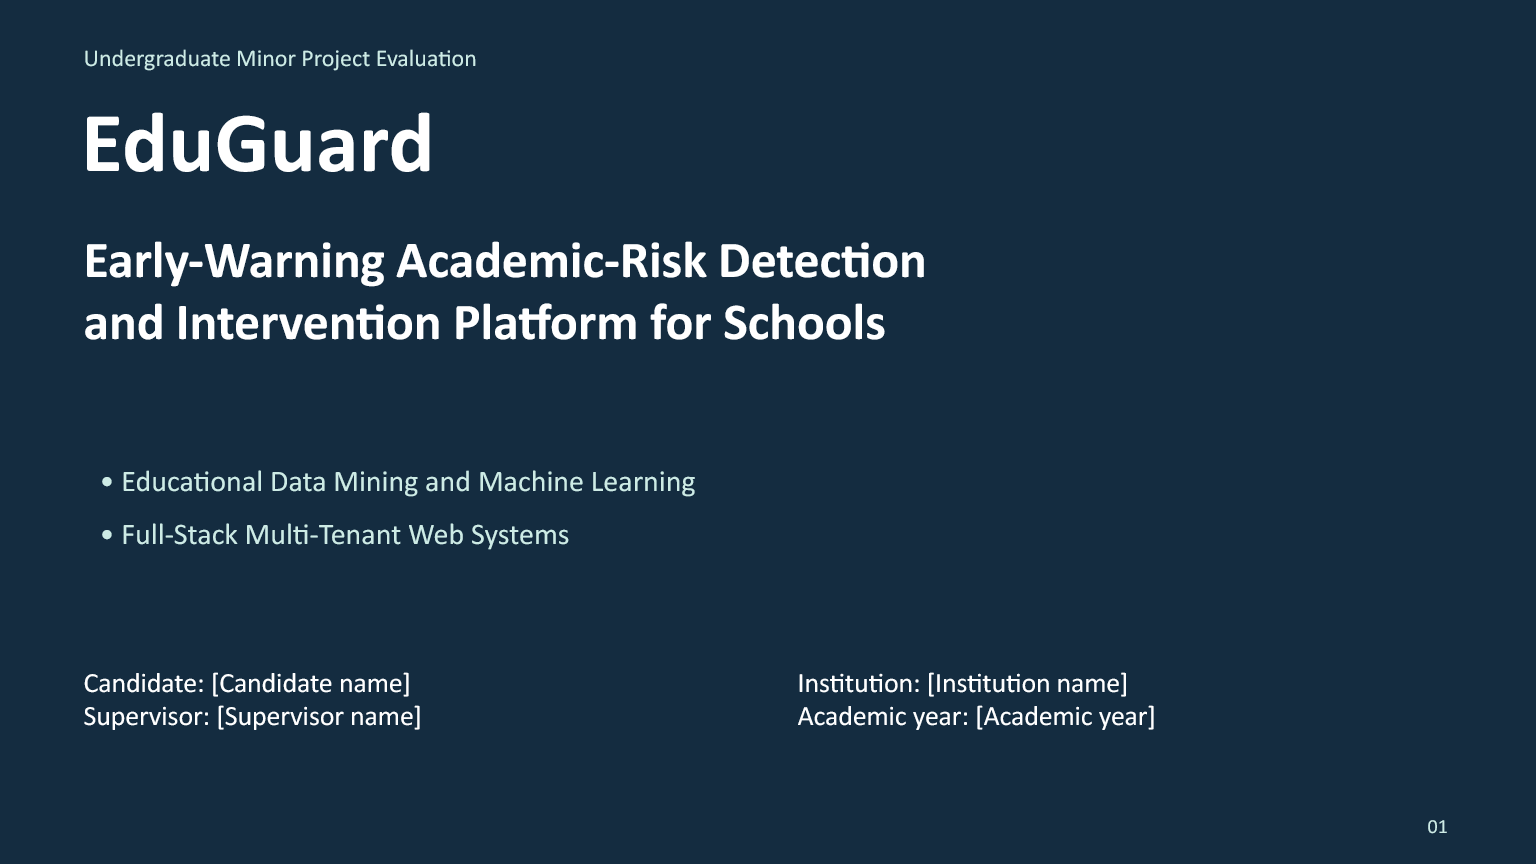 Undergraduate Minor Project Evaluation
EduGuard
Early-Warning Academic-Risk Detection
and Intervention Platform for Schools
• Educational Data Mining and Machine Learning
• Full-Stack Multi-Tenant Web Systems
Candidate: [Candidate name]
Supervisor: [Supervisor name]
Institution: [Institution name]
Academic year: [Academic year]
01